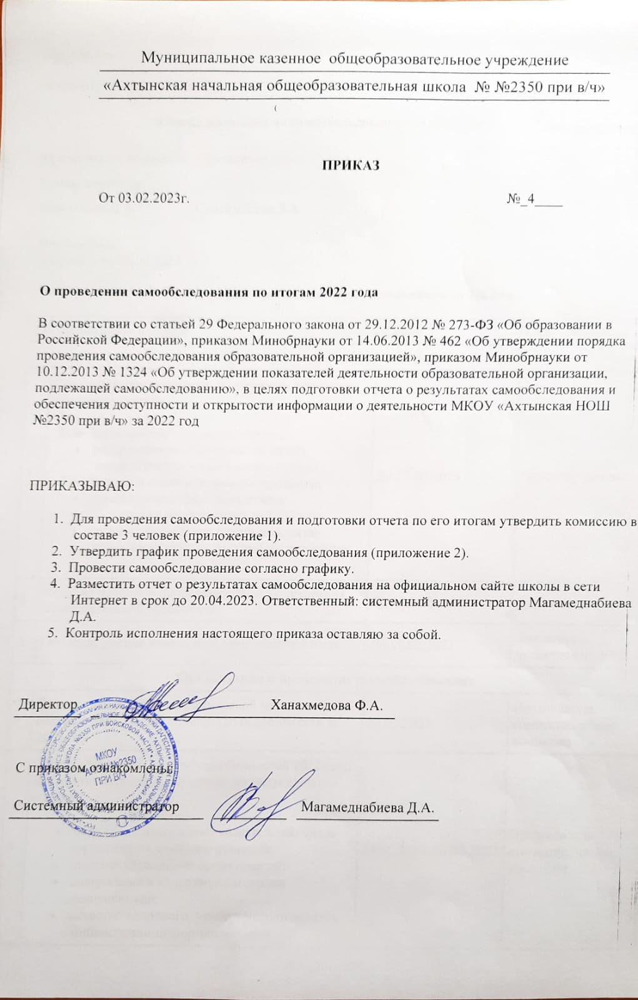 Муниципальное казенное общеобразовательное учреждение
«Ахтынская начальная общеобразовательная школа № №2350 при в/ч»
ПРИКАЗ
От 03.02.2023г. №_4____
О проведении самообследования по итогам 2022 года
В соответствии со статьей 29 Федерального закона от 29.12.2012 № 273-ФЗ «Об образовании в
Российской Федерации», приказом Минобрнауки от 14.06.2013 № 462 «Об утверждении порядка
проведения самообследования образовательной организацией», приказом Минобрнауки от
10.12.2013 № 1324 «Об утверждении показателей деятельности образовательной организации,
подлежащей самообследованию», в целях подготовки отчета о результатах самообследования и
обеспечения доступности и открытости информации о деятельности МКОУ «Ахтынская НОШ
№2350 при в/ч» за 2022 год
ПРИКАЗЫВАЮ:
1. Для проведения самообследования и подготовки отчета по его итогам утвердить комиссию в
составе 3 человек (приложение 1).
2. Утвердить график проведения самообследования (приложение 2).
3. Провести самообследование согласно графику.
4. Разместить отчет о результатах самообследования на официальном сайте школы в сети
Интернет в срок до 20.04.2023. Ответственный: системный администратор Магамеднабиева
Д.А.
5. Контроль исполнения настоящего приказа оставляю за собой.
Директор Ханахмедова Ф.А.
МКОУ
№2350
ПРИ В/Ч
С приказом ознакомлены:
Системный администратор Магамеднабиева Д.А.